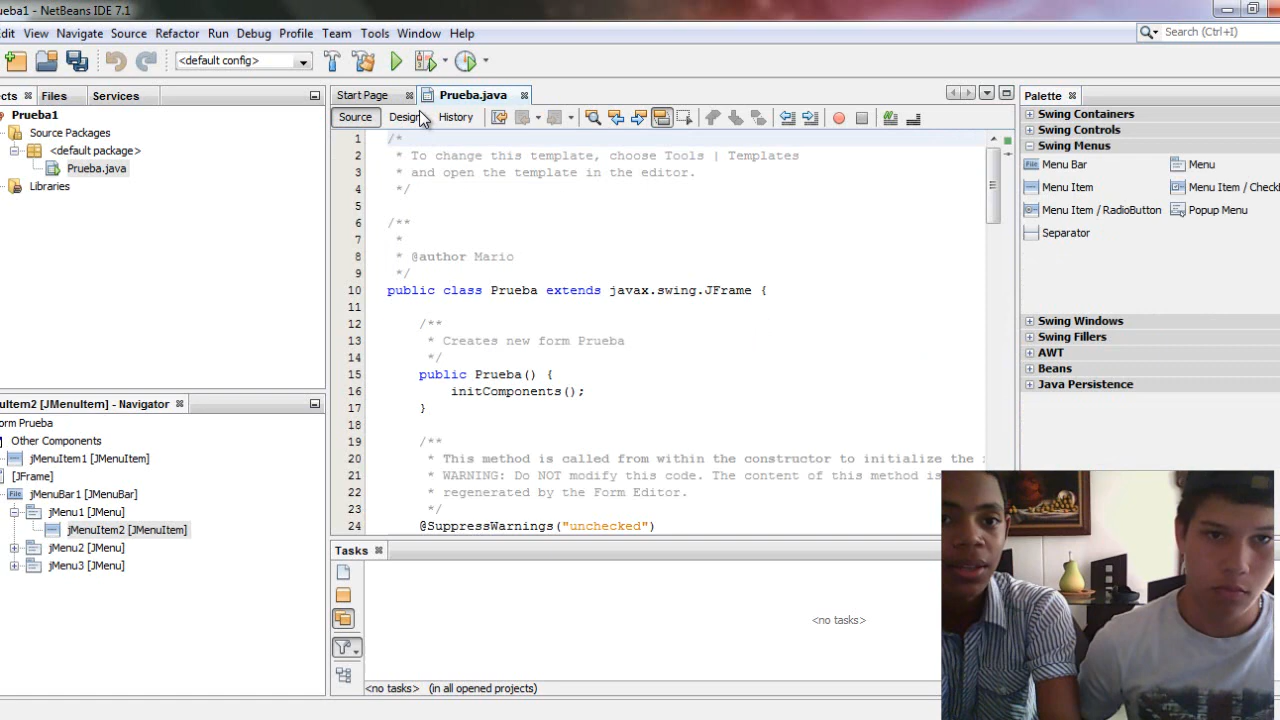 eba1 - NetBeans IDE 7.1
Edit View Navigate Source Refactor Run Debug Profile Team Tools Window Help
Search (Ctrl+I)
<default config>
cts Files Services
Prueba1
Source Packages
<default package>
Prueba.java
Libraries
Start Page Prueba.java
Source Design History
1 /*
2 * To change this template, choose Tools | Templates
3 * and open the template in the editor.
4 */
5
6 /**
7 *
8 * @author Mario
9 */
10 public class Prueba extends javax.swing.JFrame {
11
12 /**
13 * Creates new form Prueba
14 */
15 public Prueba() {
16 initComponents();
17 }
18
19 /**
20 * This method is called from within the constructor to initialize the
21 * WARNING: Do NOT modify this code. The content of this method is
22 * regenerated by the Form Editor.
23 */
24 @SuppressWarnings("unchecked")
Palette
Swing Containers
Swing Controls
Swing Menus
Menu Bar Menu
Menu Item Menu Item / Check
Menu Item / RadioButton Popup Menu
Separator
Swing Windows
Swing Fillers
AWT
Beans
Java Persistence
uItem2 [JMenuItem] - Navigator
orm Prueba
Other Components
jMenuItem1 [JMenuItem]
[JFrame]
jMenuBar1 [JMenuBar]
jMenu1 [JMenu]
jMenuItem2 [JMenuItem]
jMenu2 [JMenu]
jMenu3 [JMenu]
Tasks
<no tasks>
<no tasks> (in all opened projects)